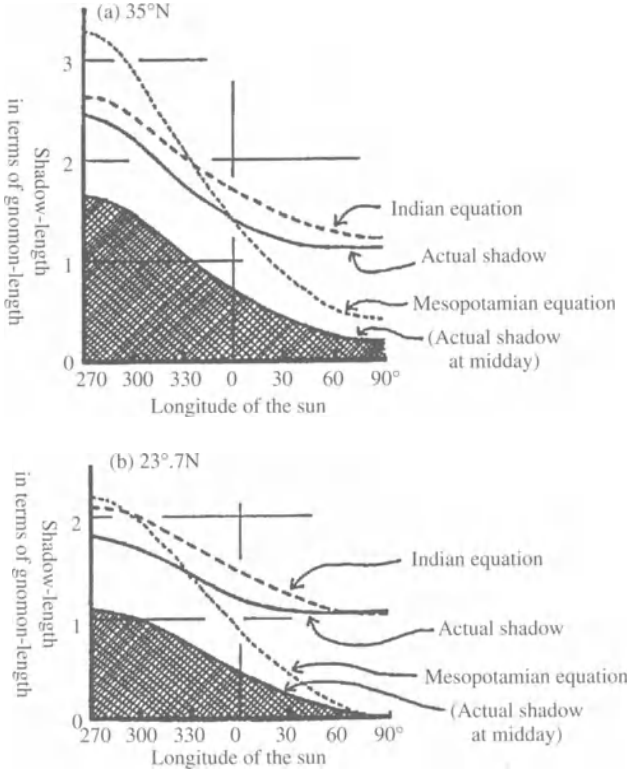 (a) 35°N
3
2
1
0
Shadow-length
in terms of gnomon-length
Indian equation
Actual shadow
Mesopotamian equation
(Actual shadow
at midday)
270 300 330 0 30 60 90°
Longitude of the sun
(b) 23°.7N
2
1
0
Shadow-length
in terms of gnomon-length
Indian equation
Actual shadow
Mesopotamian equation
(Actual shadow
at midday)
270 300 330 0 30 60 90°
Longitude of the sun